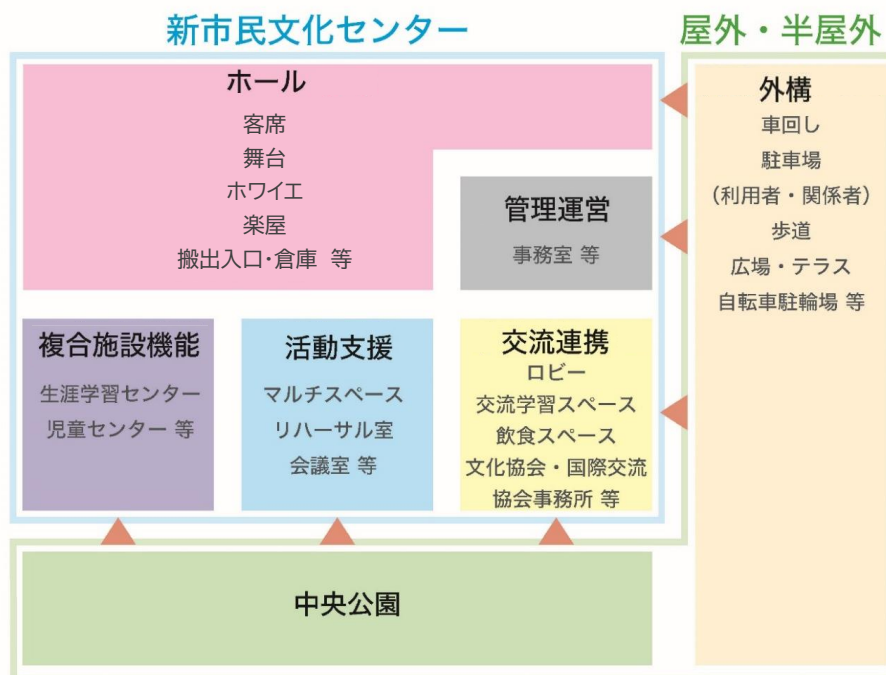 新市民文化センター
屋外・半屋外
ホール
客席
舞台
ホワイエ
楽屋
搬出入口･倉庫 等
管理運営
事務室 等
複合施設機能
生涯学習センター
児童センター 等
活動支援
マルチスペース
リハーサル室
会議室 等
交流連携
ロビー
交流学習スペース
飲食スペース
文化協会・国際交流
協会事務所 等
外構
車回し
駐車場
(利用者・関係者)
歩道
広場・テラス
自転車駐輪場 等
中央公園